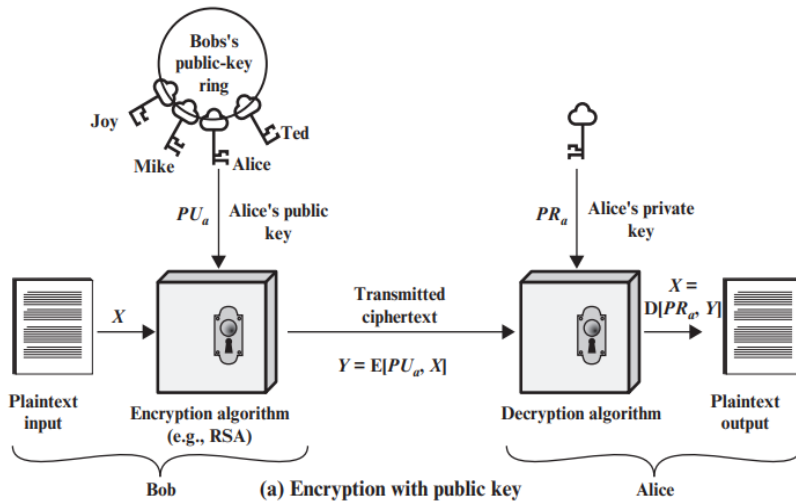 Bobs's
public-key
ring
Joy
Ted
Mike
Alice
PUa
Alice's public
key
PRa
Alice's private
key
X
Transmitted
ciphertext
X =
D[PRa, Y]
Y = E[PUa, X]
Plaintext
input
Encryption algorithm
(e.g., RSA)
Decryption algorithm
Plaintext
output
Bob
(a) Encryption with public key
Alice